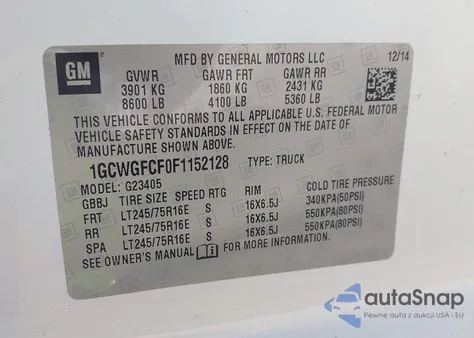 GM
MFD BY GENERAL MOTORS LLC 12/14
GVWR GAWR FRT GAWR RR
3901 KG 1860 KG 2431 KG
8600 LB 4100 LB 5360 LB
THIS VEHICLE CONFORMS TO ALL APPLICABLE U.S. FEDERAL MOTOR
VEHICLE SAFETY STANDARDS IN EFFECT ON THE DATE OF
MANUFACTURE SHOWN ABOVE.
1GCWGFCF0F1152128 TYPE: TRUCK
MODEL: G23405
GBBJ TIRE SIZE SPEED RTG RIM COLD TIRE PRESSURE
FRT LT245/75R16E S 16X6.5J 340KPA(50PSI)
RR LT245/75R16E S 16X6.5J 550KPA(80PSI)
SPA LT245/75R16E S 16X6.5J 550KPA(80PSI)
SEE OWNER'S MANUAL FOR MORE INFORMATION.
autaSnap
Pewne auta z USA i EU